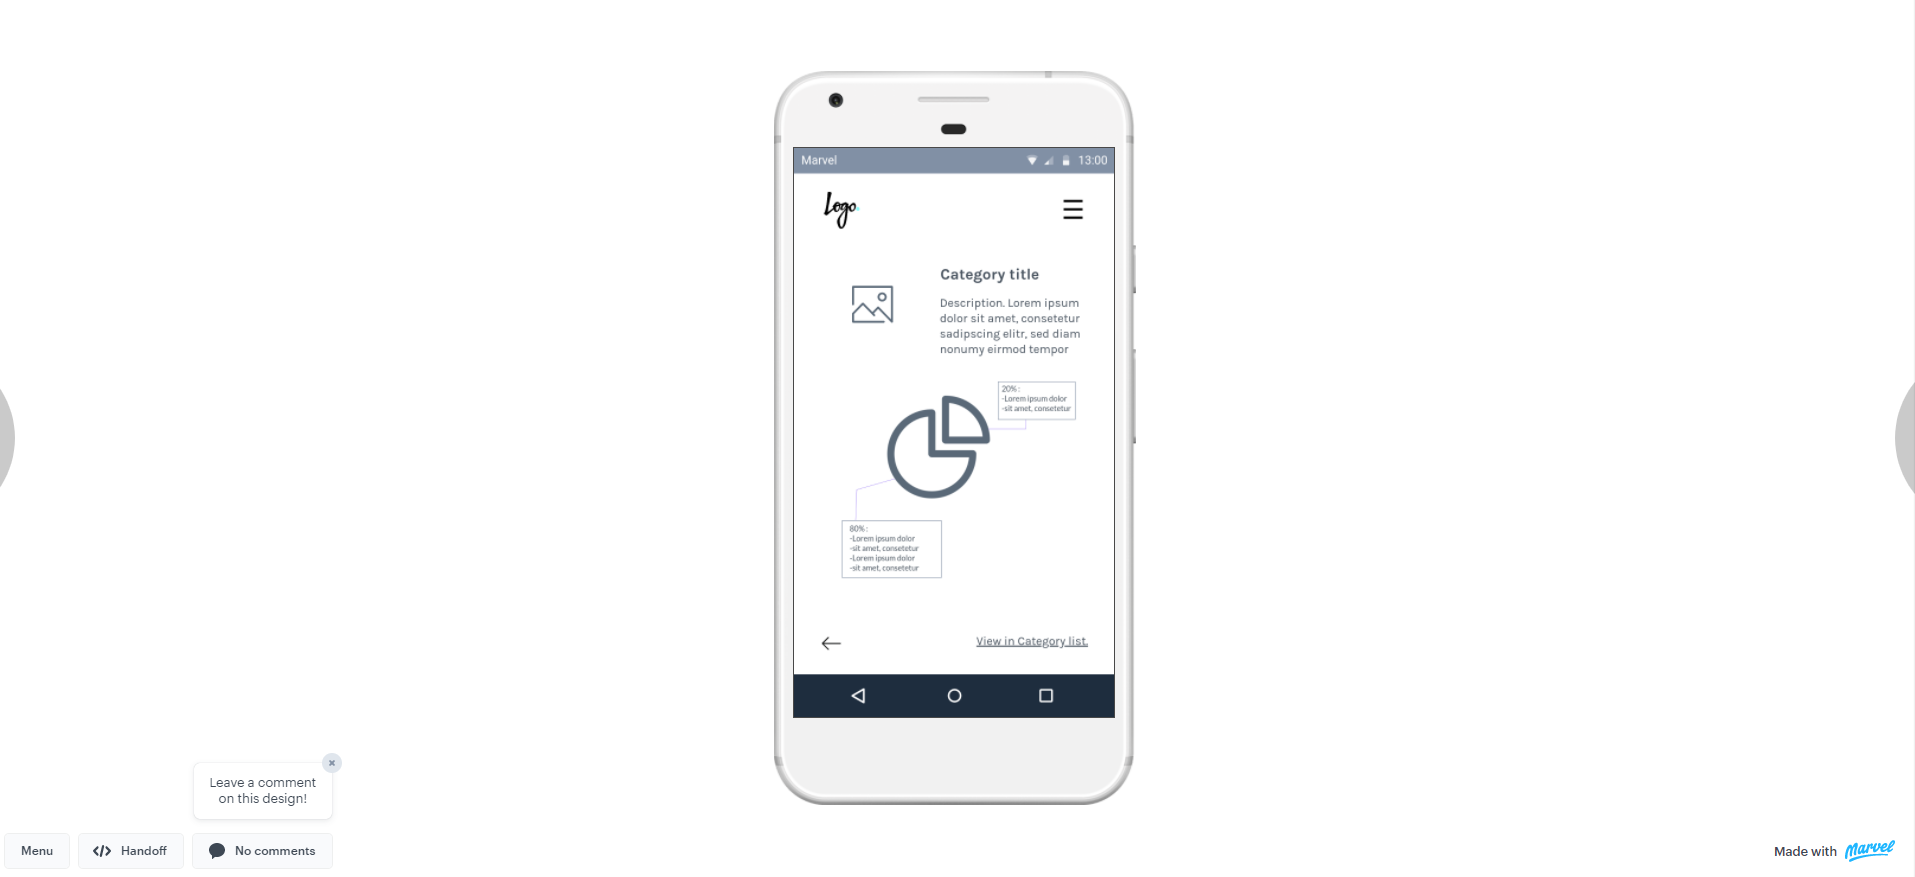 Marvel
13:00
Logo.
Category title
Description. Lorem ipsum
dolor sit amet, consetetur
sadipscing elitr, sed diam
nonumy eirmod tempor
20% :
-Lorem ipsum dolor
-sit amet, consetetur
80% :
-Lorem ipsum dolor
-sit amet, consetetur
-Lorem ipsum dolor
-sit amet, consetetur
View in Category list.
Leave a comment
on this design!
Menu
Handoff
No comments
Made with Marvel